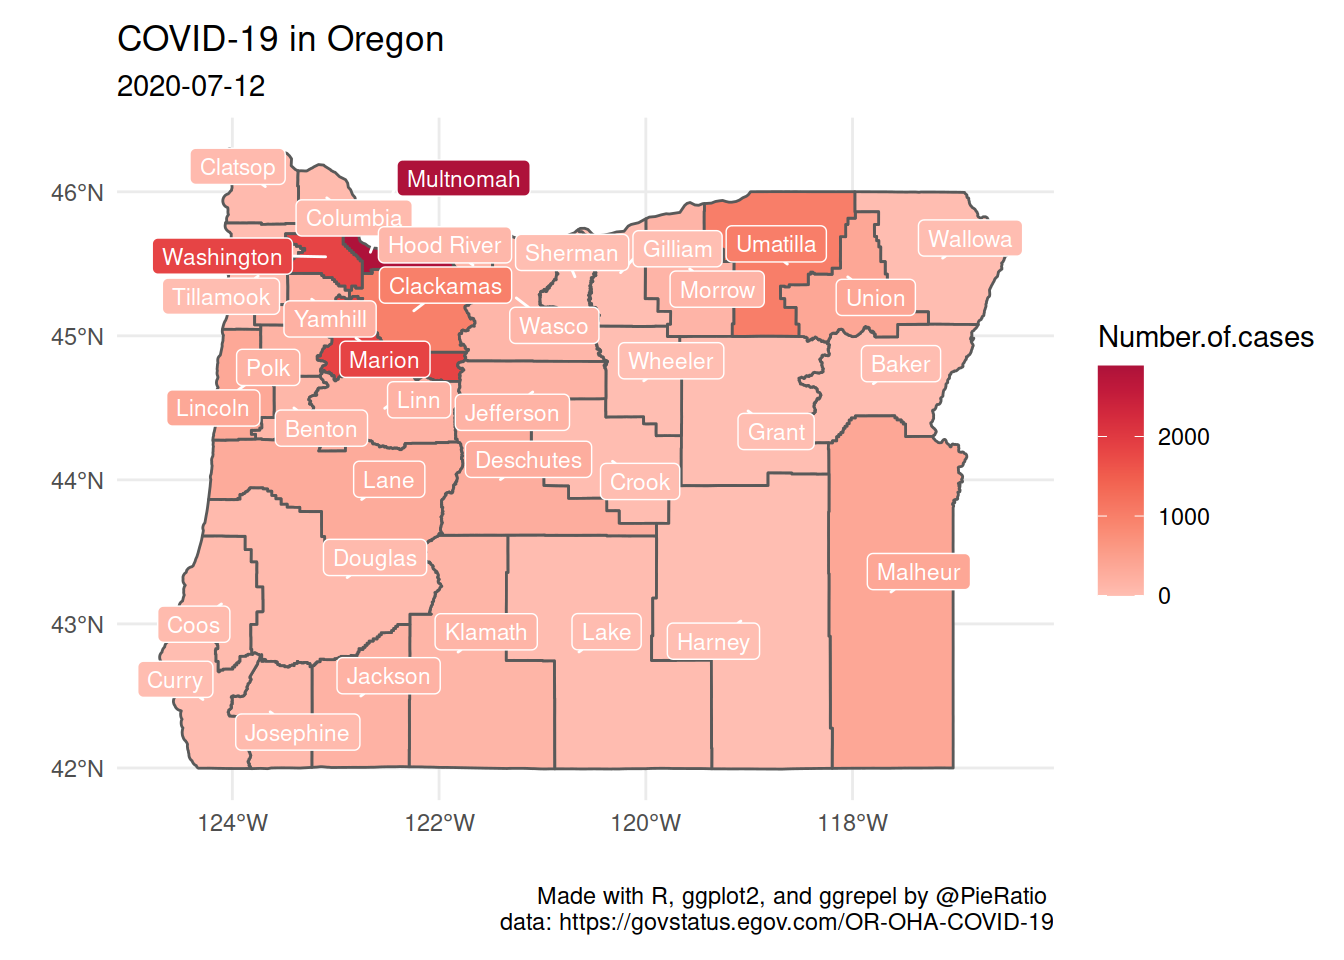 COVID-19 in Oregon
2020-07-12
46°N
45°N
44°N
43°N
42°N
124°W
122°W
120°W
118°W
Clatsop
Columbia
Multnomah
Washington
Hood River
Sherman
Gilliam
Umatilla
Wallowa
Tillamook
Clackamas
Morrow
Union
Yamhill
Wasco
Polk
Marion
Wheeler
Baker
Lincoln
Linn
Jefferson
Benton
Grant
Deschutes
Lane
Crook
Douglas
Malheur
Coos
Klamath
Lake
Harney
Curry
Jackson
Josephine
Number.of.cases
2000
1000
0
Made with R, ggplot2, and ggrepel by @PieRatio
data: https://govstatus.egov.com/OR-OHA-COVID-19